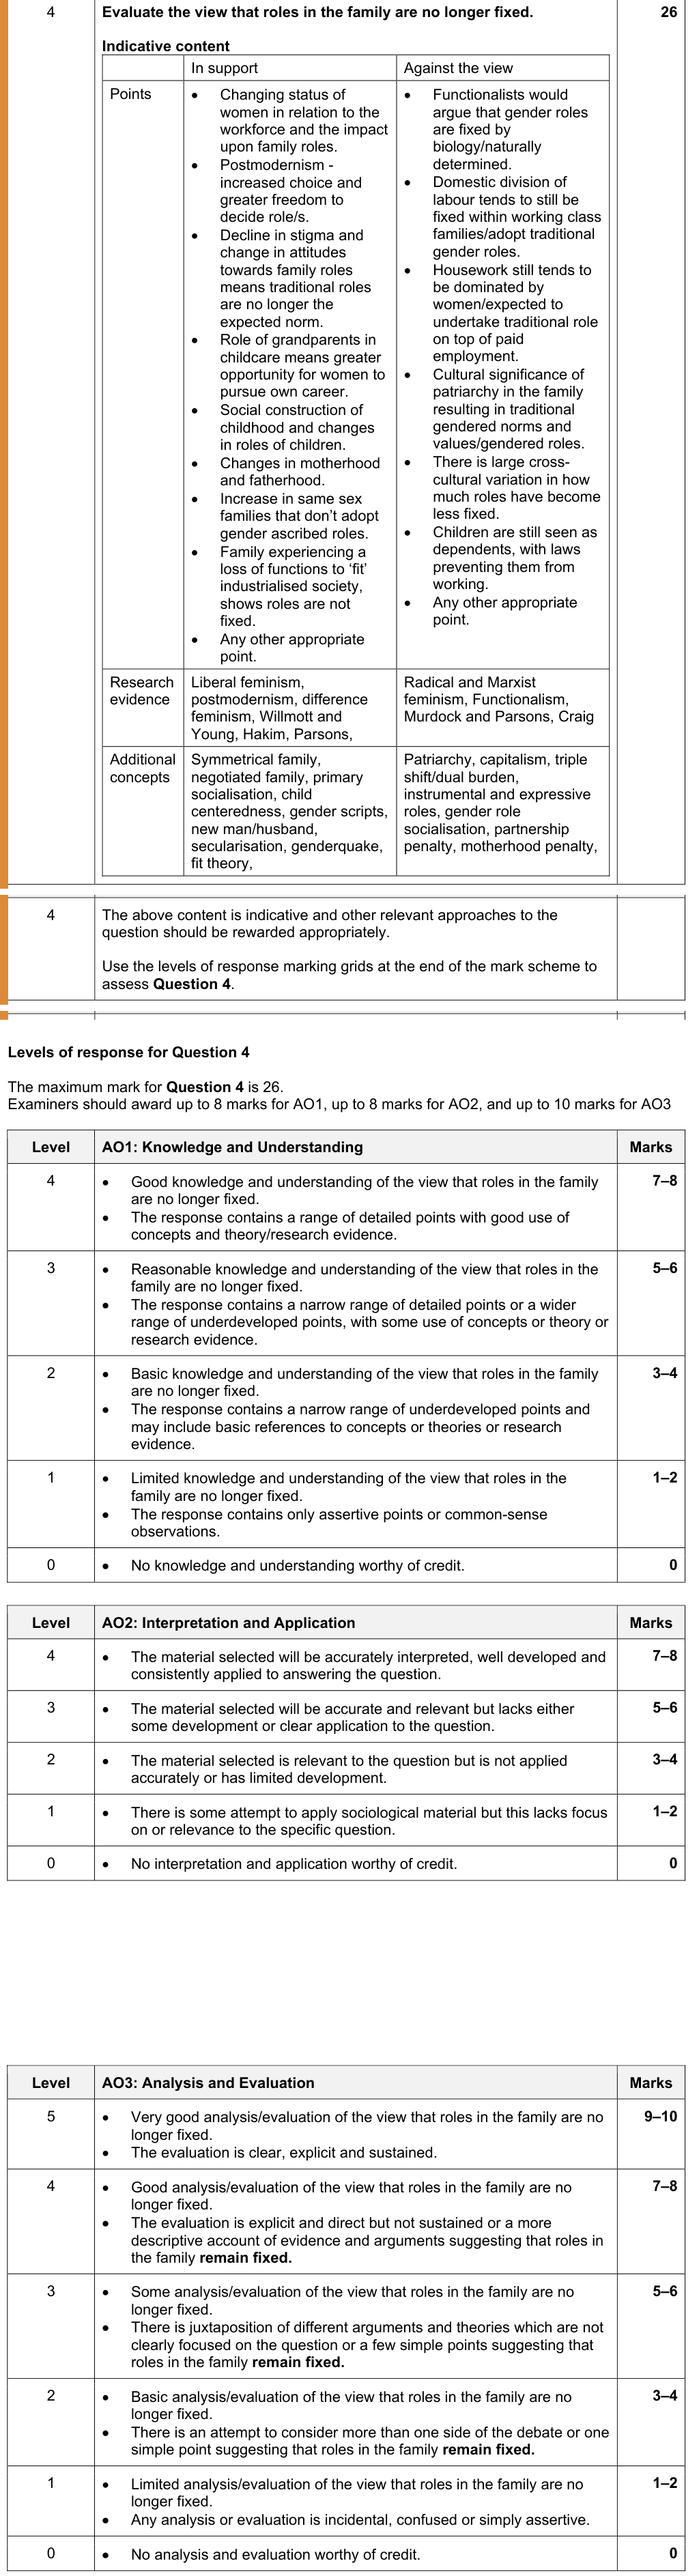 4 Evaluate the view that roles in the family are no longer fixed. 26
Indicative content
In support Against the view
Points
• Changing status of
women in relation to the
workforce and the impact
upon family roles.
• Postmodernism -
increased choice and
greater freedom to
decide role/s.
• Decline in stigma and
change in attitudes
towards family roles
means traditional roles
are no longer the
expected norm.
• Role of grandparents in
childcare means greater
opportunity for women to
pursue own career.
• Social construction of
childhood and changes
in roles of children.
• Changes in motherhood
and fatherhood.
• Increase in same sex
families that don’t adopt
gender ascribed roles.
• Family experiencing a
loss of functions to ‘fit’
industrialised society,
shows roles are not
fixed.
• Any other appropriate
point.
• Functionalists would
argue that gender roles
are fixed by
biology/naturally
determined.
• Domestic division of
labour tends to still be
fixed within working class
families/adopt traditional
gender roles.
• Housework still tends to
be dominated by
women/expected to
undertake traditional role
on top of paid
employment.
• Cultural significance of
patriarchy in the family
resulting in traditional
gendered norms and
values/gendered roles.
• There is large cross-
cultural variation in how
much roles have become
less fixed.
• Children are still seen as
dependents, with laws
preventing them from
working.
• Any other appropriate
point.
Research
evidence
Liberal feminism,
postmodernism, difference
feminism, Willmott and
Young, Hakim, Parsons,
Radical and Marxist
feminism, Functionalism,
Murdock and Parsons, Craig
Additional
concepts
Symmetrical family,
negotiated family, primary
socialisation, child
centeredness, gender scripts,
new man/husband,
secularisation, genderquake,
fit theory,
Patriarchy, capitalism, triple
shift/dual burden,
instrumental and expressive
roles, gender role
socialisation, partnership
penalty, motherhood penalty,
4 The above content is indicative and other relevant approaches to the
question should be rewarded appropriately.
Use the levels of response marking grids at the end of the mark scheme to
assess Question 4.
Levels of response for Question 4
The maximum mark for Question 4 is 26.
Examiners should award up to 8 marks for AO1, up to 8 marks for AO2, and up to 10 marks for AO3
Level AO1: Knowledge and Understanding Marks
4 • Good knowledge and understanding of the view that roles in the family 7–8
are no longer fixed.
• The response contains a range of detailed points with good use of
concepts and theory/research evidence.
3 • Reasonable knowledge and understanding of the view that roles in the 5–6
family are no longer fixed.
• The response contains a narrow range of detailed points or a wider
range of underdeveloped points, with some use of concepts or theory or
research evidence.
2 • Basic knowledge and understanding of the view that roles in the family 3–4
are no longer fixed.
• The response contains a narrow range of underdeveloped points and
may include basic references to concepts or theories or research
evidence.
1 • Limited knowledge and understanding of the view that roles in the 1–2
family are no longer fixed.
• The response contains only assertive points or common-sense
observations.
0 • No knowledge and understanding worthy of credit. 0
Level AO2: Interpretation and Application Marks
4 • The material selected will be accurately interpreted, well developed and 7–8
consistently applied to answering the question.
3 • The material selected will be accurate and relevant but lacks either 5–6
some development or clear application to the question.
2 • The material selected is relevant to the question but is not applied 3–4
accurately or has limited development.
1 • There is some attempt to apply sociological material but this lacks focus 1–2
on or relevance to the specific question.
0 • No interpretation and application worthy of credit. 0
Level AO3: Analysis and Evaluation Marks
5 • Very good analysis/evaluation of the view that roles in the family are no 9–10
longer fixed.
• The evaluation is clear, explicit and sustained.
4 • Good analysis/evaluation of the view that roles in the family are no 7–8
longer fixed.
• The evaluation is explicit and direct but not sustained or a more
descriptive account of evidence and arguments suggesting that roles in
the family remain fixed.
3 • Some analysis/evaluation of the view that roles in the family are no 5–6
longer fixed.
• There is juxtaposition of different arguments and theories which are not
clearly focused on the question or a few simple points suggesting that
roles in the family remain fixed.
2 • Basic analysis/evaluation of the view that roles in the family are no 3–4
longer fixed.
• There is an attempt to consider more than one side of the debate or one
simple point suggesting that roles in the family remain fixed.
1 • Limited analysis/evaluation of the view that roles in the family are no 1–2
longer fixed.
• Any analysis or evaluation is incidental, confused or simply assertive.
0 • No analysis and evaluation worthy of credit. 0